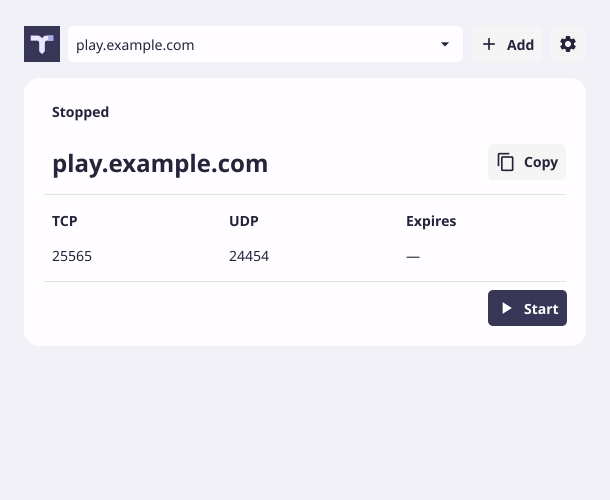 play.example.com
Add
Stopped
play.example.com
Copy
TCP UDP Expires
25565 24454 —
Start